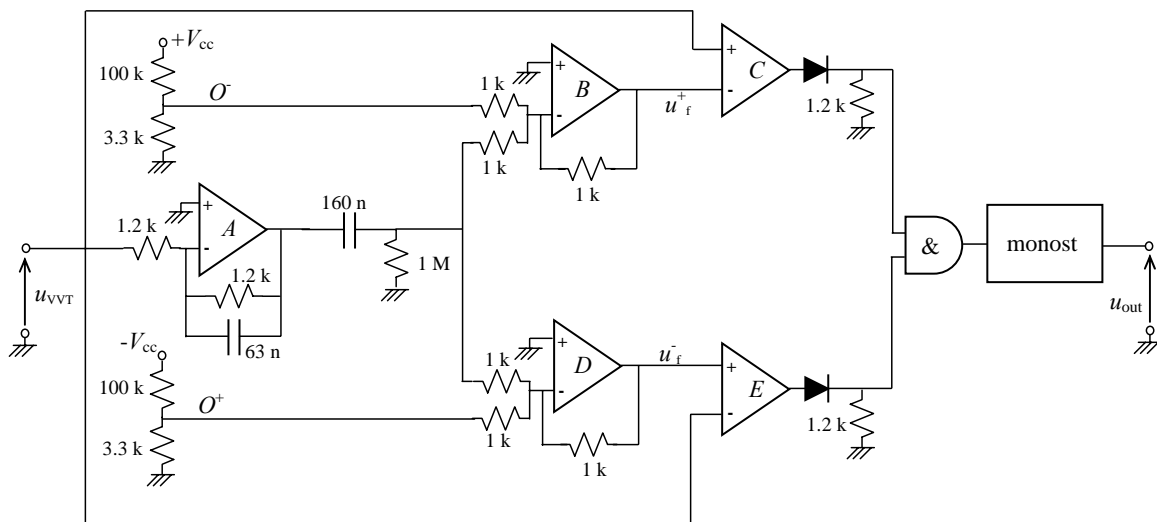 +Vcc
100 k
O-
3.3 k
1 k
1 k
+
-
B
1 k
u+f
+
-
C
1.2 k
1.2 k
+
-
A
160 n
1 M
1.2 k
63 n
uVVT
&
monost
uout
-Vcc
100 k
O+
3.3 k
1 k
1 k
+
-
D
1 k
u-f
+
-
E
1.2 k